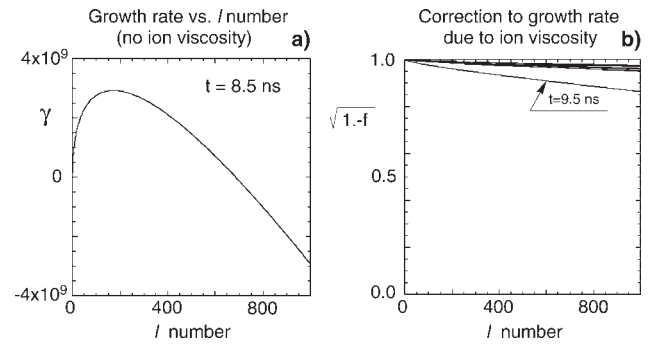 Growth rate vs. l number
(no ion viscosity) a)
4x10⁹
γ
t = 8.5 ns
0
-4x10⁹
0 400 800
l number
Correction to growth rate
due to ion viscosity b)
1.0
√1.-f
t=9.5 ns
0.5
0.0
0 400 800
l number